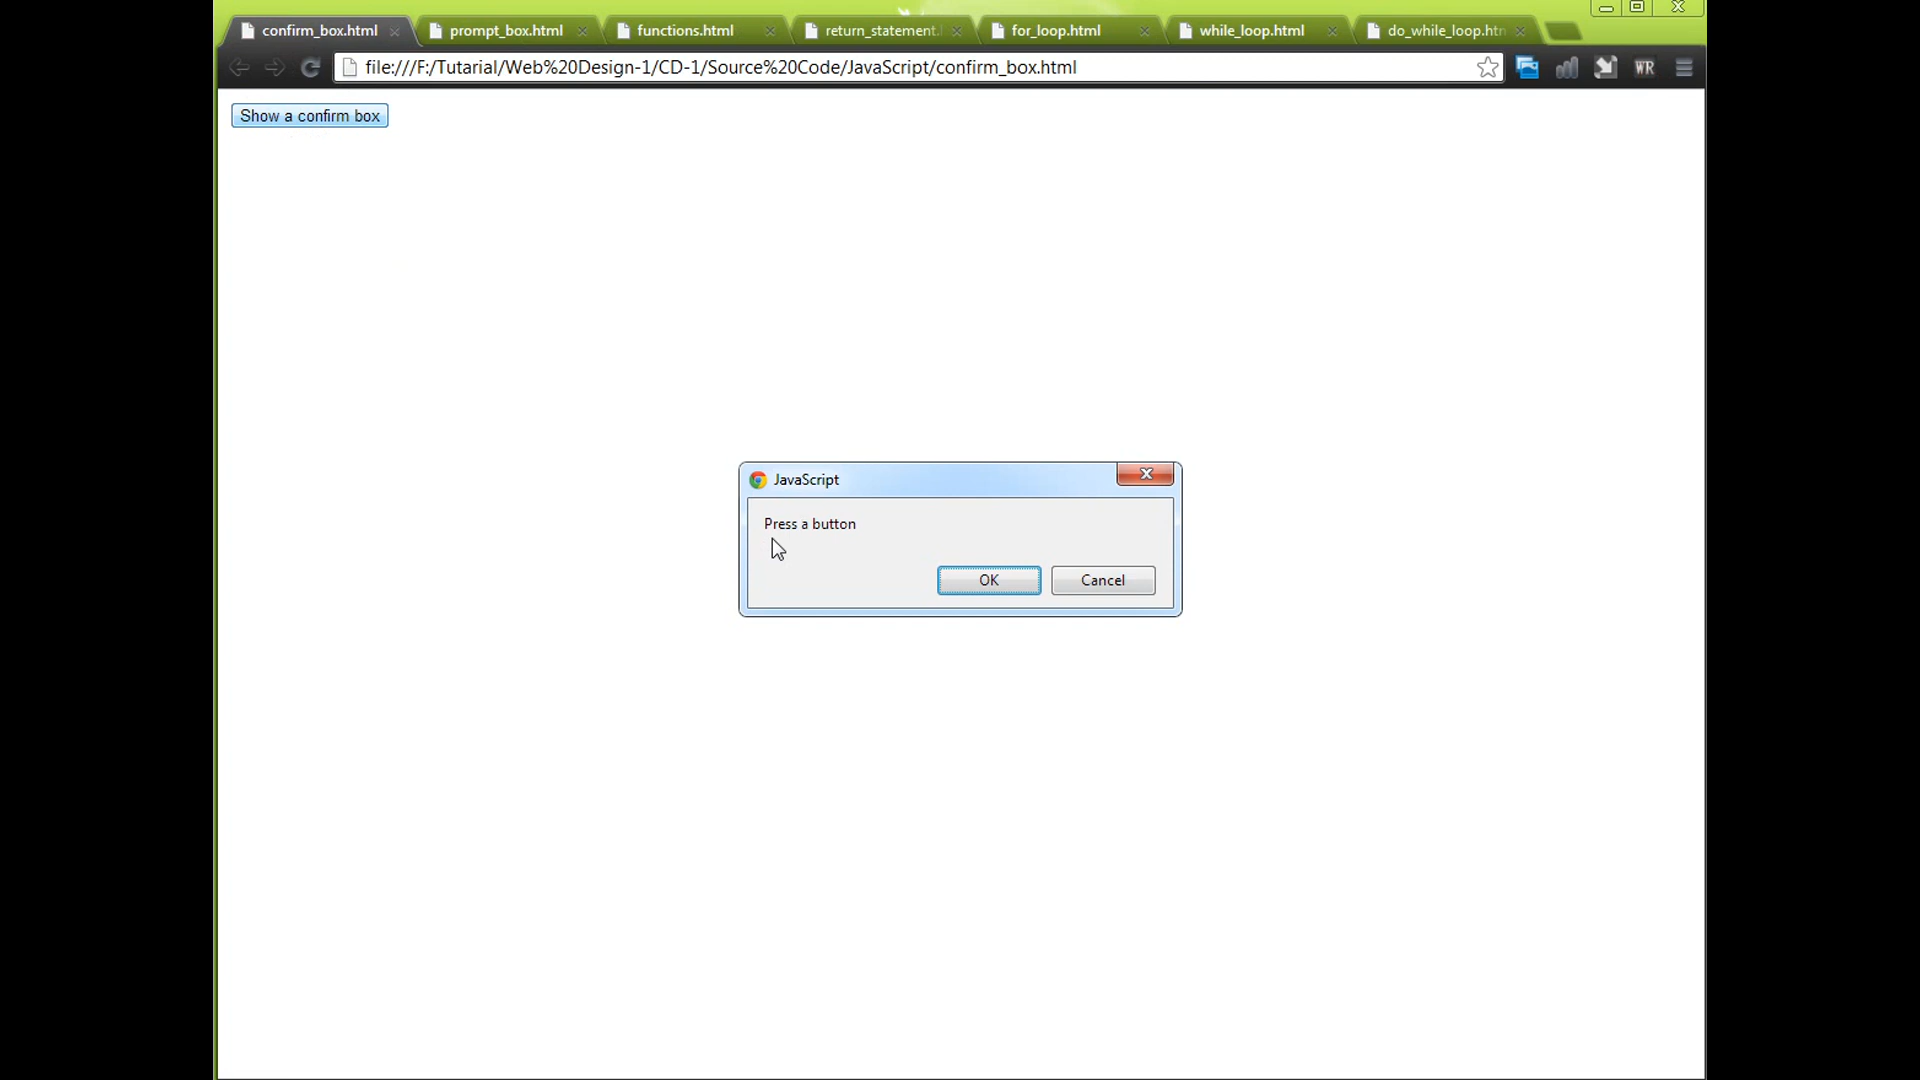 confirm_box.html
prompt_box.html
functions.html
return_statement.
for_loop.html
while_loop.html
do_while_loop.htm
file:///F:/Tutarial/Web%20Design-1/CD-1/Source%20Code/JavaScript/confirm_box.html
WR
Show a confirm box
JavaScript
Press a button
OK
Cancel